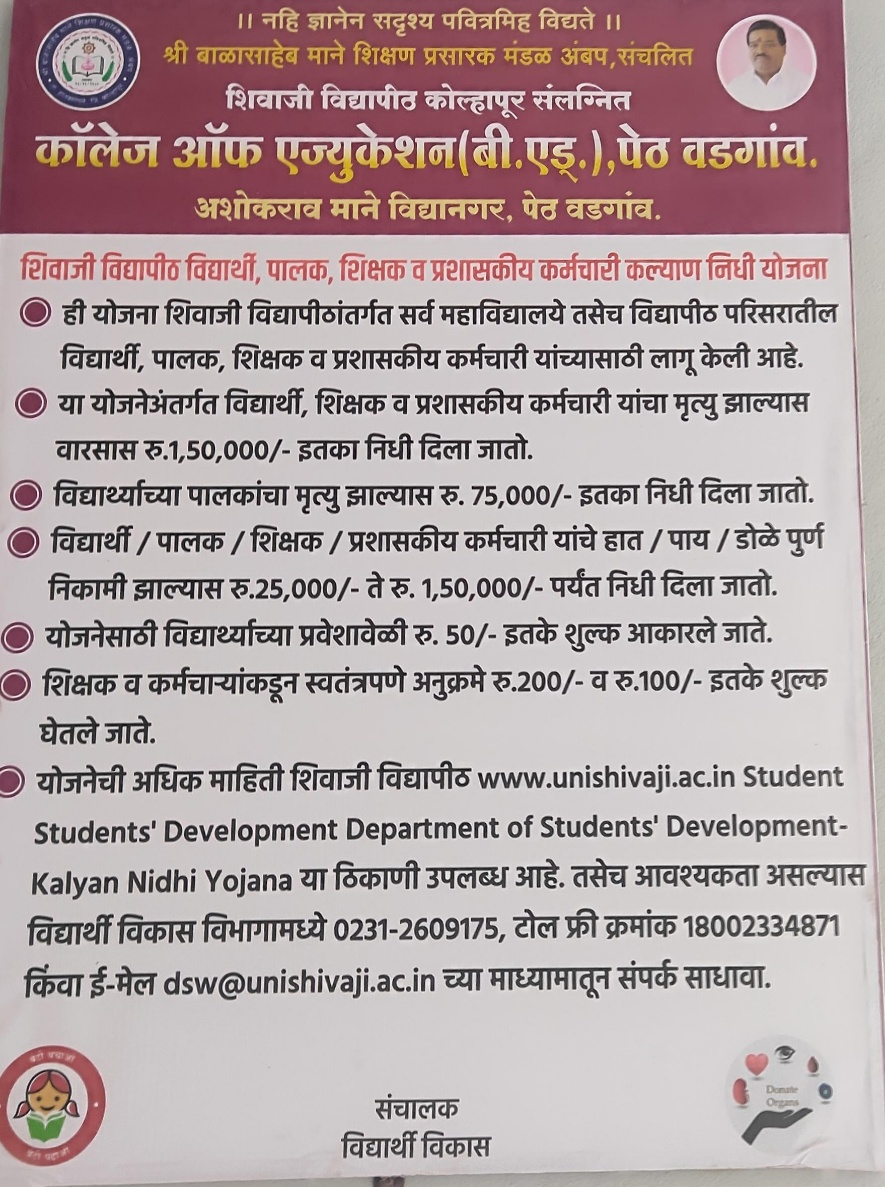 ।। नहि ज्ञानेन सदृश्य पवित्रमिह विद्यते ।।
श्री बाळासाहेब माने शिक्षण प्रसारक मंडळ अंबप,संचलित
शिवाजी विद्यापीठ कोल्हापूर संलग्नित
कॉलेज ऑफ एज्युकेशन(बी.एड्.),पेठ वडगांव.
अशोकराव माने विद्यानगर, पेठ वडगांव.
शिवाजी विद्यापीठ विद्यार्थी, पालक, शिक्षक व प्रशासकीय कर्मचारी कल्याण निधी योजना
ही योजना शिवाजी विद्यापीठांतर्गत सर्व महाविद्यालये तसेच विद्यापीठ परिसरातील
विद्यार्थी, पालक, शिक्षक व प्रशासकीय कर्मचारी यांच्यासाठी लागू केली आहे.
या योजनेअंतर्गत विद्यार्थी, शिक्षक व प्रशासकीय कर्मचारी यांचा मृत्यु झाल्यास
वारसास रु.1,50,000/- इतका निधी दिला जातो.
विद्यार्थ्याच्या पालकांचा मृत्यु झाल्यास रु. 75,000/- इतका निधी दिला जातो.
विद्यार्थी / पालक / शिक्षक / प्रशासकीय कर्मचारी यांचे हात / पाय / डोळे पुर्ण
निकामी झाल्यास रु.25,000/- ते रु. 1,50,000/- पर्यंत निधी दिला जातो.
योजनेसाठी विद्यार्थ्याच्या प्रवेशावेळी रु. 50/- इतके शुल्क आकारले जाते.
शिक्षक व कर्मचाऱ्यांकडून स्वतंत्रपणे अनुक्रमे रु.200/- व रु.100/- इतके शुल्क
घेतले जाते.
योजनेची अधिक माहिती शिवाजी विद्यापीठ www.unishivaji.ac.in Student
Students' Development Department of Students' Development-
Kalyan Nidhi Yojana या ठिकाणी उपलब्ध आहे. तसेच आवश्यकता असल्यास
विद्यार्थी विकास विभागामध्ये 0231-2609175, टोल फ्री क्रमांक 18002334871
किंवा ई-मेल dsw@unishivaji.ac.in च्या माध्यामातून संपर्क साधावा.
बेटी बचाओ
बेटी पढाओ
Donate
Organs
संचालक
विद्यार्थी विकास